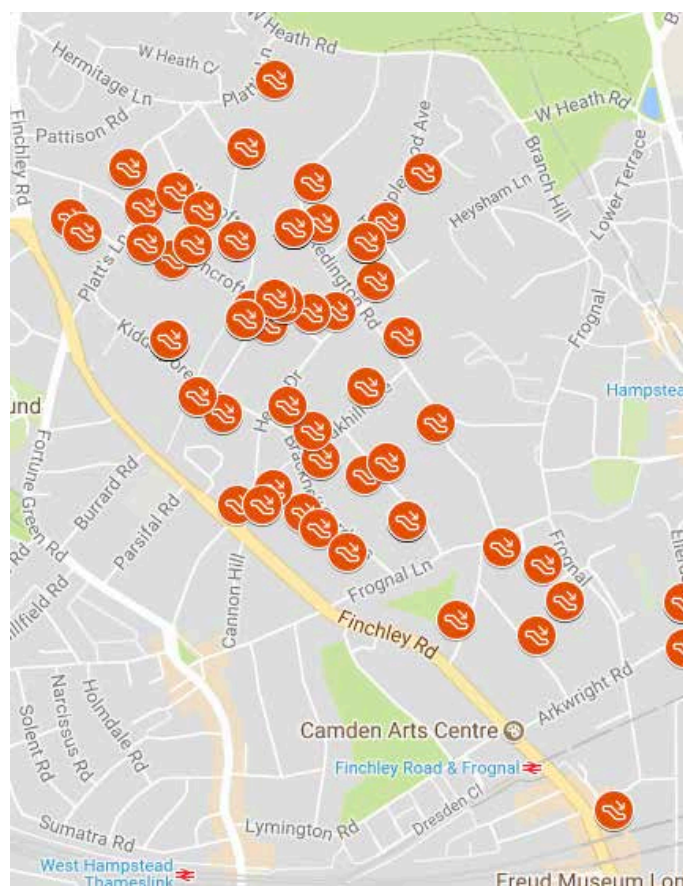 W Heath Rd
W Heath C/
Hermitage Ln
Platt's Ln
Pattison Rd
Finchley Rd
W Heath Rd
Branch Hill
Heysham Ln
Lower Terrace
Platt's Ln
Redington Rd
Frognal
Hampstea
und
Fortune Green Rd
Burrard Rd
Parsifal Rd
Cannon Hill
Frognal Ln
Frognal
Finchley Rd
Arkwright Rd
Holmdale Rd
Narcissus Rd
Solent Rd
Camden Arts Centre
Finchley Road & Frognal
Dresden Cl
Lymington Rd
Sumatra Rd
West Hampstead
Thameslink
Freud Museum Lon